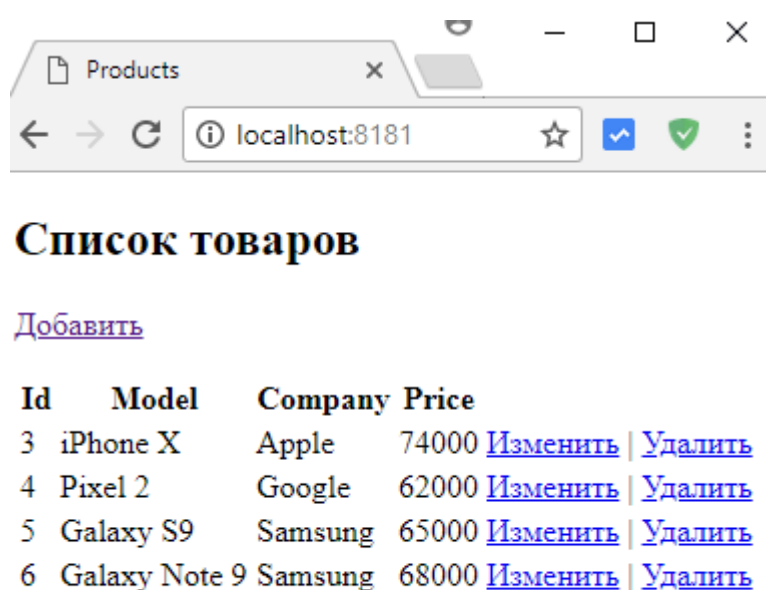 Products
localhost:8181
Список товаров
Добавить
Id Model Company Price
3 iPhone X Apple 74000 Изменить | Удалить
4 Pixel 2 Google 62000 Изменить | Удалить
5 Galaxy S9 Samsung 65000 Изменить | Удалить
6 Galaxy Note 9 Samsung 68000 Изменить | Удалить